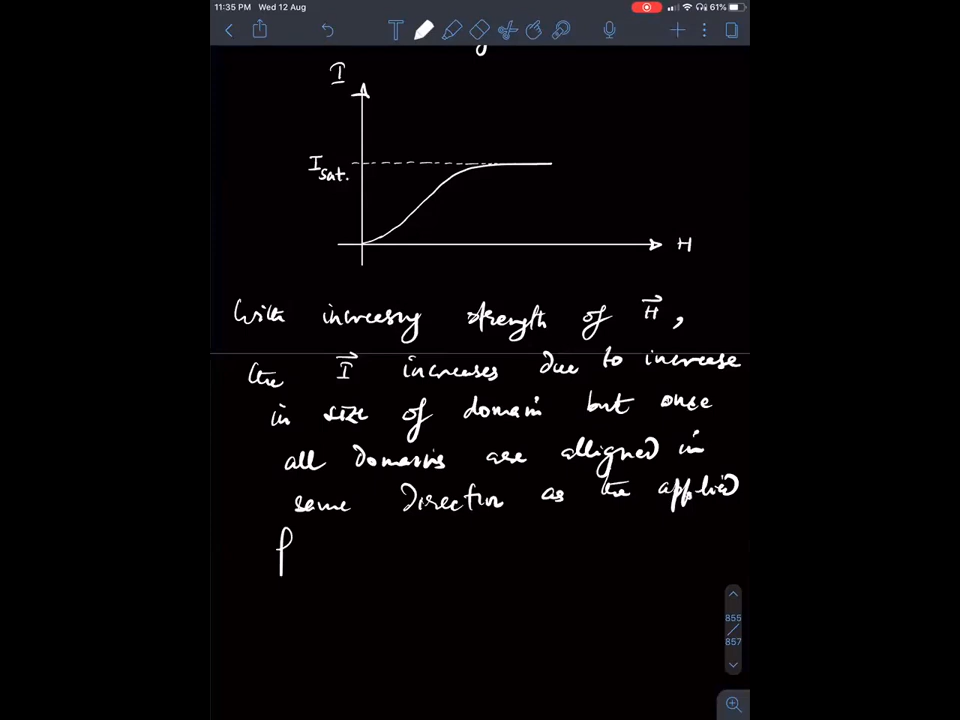 11:35 PM Wed 12 Aug
61%
I
I sat.
H
With increasing strength of H,
the I increases due to increase
in size of domain but once
all domains are alligned in
same direction as the applied
f
855
857